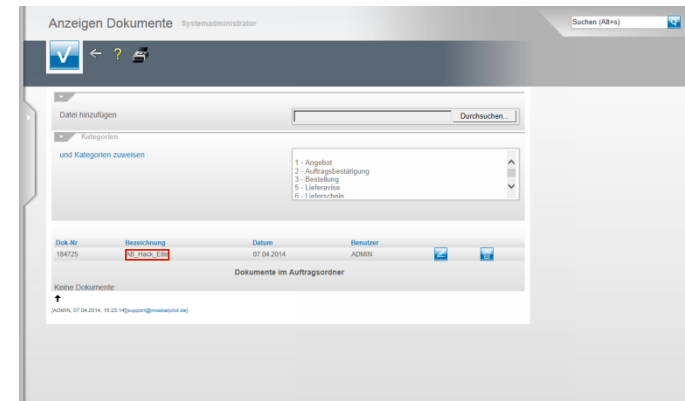 Anzeigen Dokumente Systemadministrator
Suchen (Alt+s)
?
Datei hinzufügen
Durchsuchen...
Kategorien
und Kategorien zuweisen
1 - Angebot
2 - Auftragsbestätigung
3 - Bestellung
5 - Lieferavise
6 - Lieferschein
Dok-Nr Bezeichnung Datum Benutzer
184725 AB_Hack_Elte 07.04.2014 ADMIN
Dokumente im Auftragsordner
Keine Dokumente
[ADMIN, 07.04.2014, 19:23:14][support@moebelpilot.de]